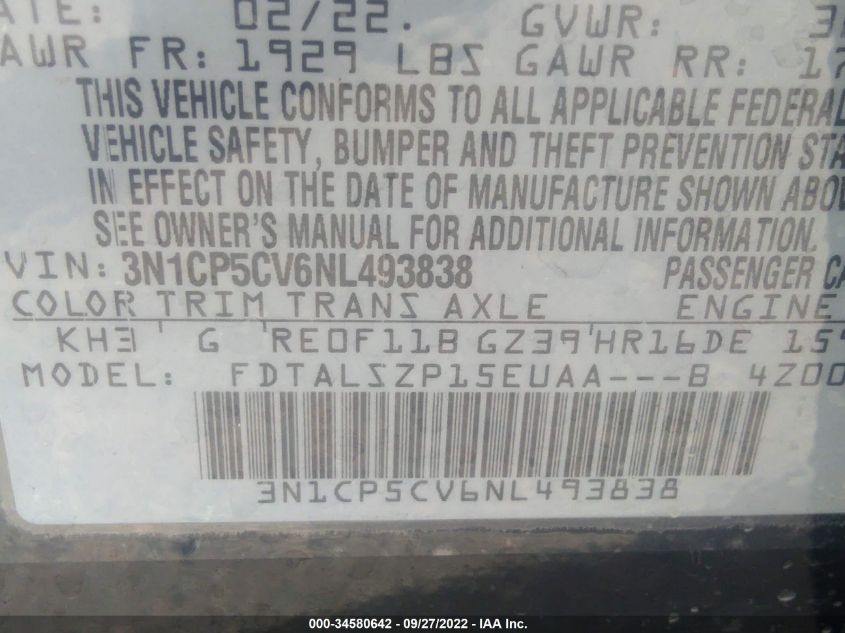 02/22. GVWR:
FR: 1929 LBS GAWR RR:
THIS VEHICLE CONFORMS TO ALL APPLICABLE FEDERAL
VEHICLE SAFETY, BUMPER AND THEFT PREVENTION
IN EFFECT ON THE DATE OF MANUFACTURE SHOWN
SEE OWNER'S MANUAL FOR ADDITIONAL INFORMATION.
VIN: 3N1CP5CV6NL493838 PASSENGER
COLOR TRIM TRANS AXLE ENGINE
KH3 G RE0F11B GZ39 HR16DE
MODEL: FDTALSZP15EUAA---B
3N1CP5CV6NL493838
000-34580642 - 09/27/2022 - IAA Inc.